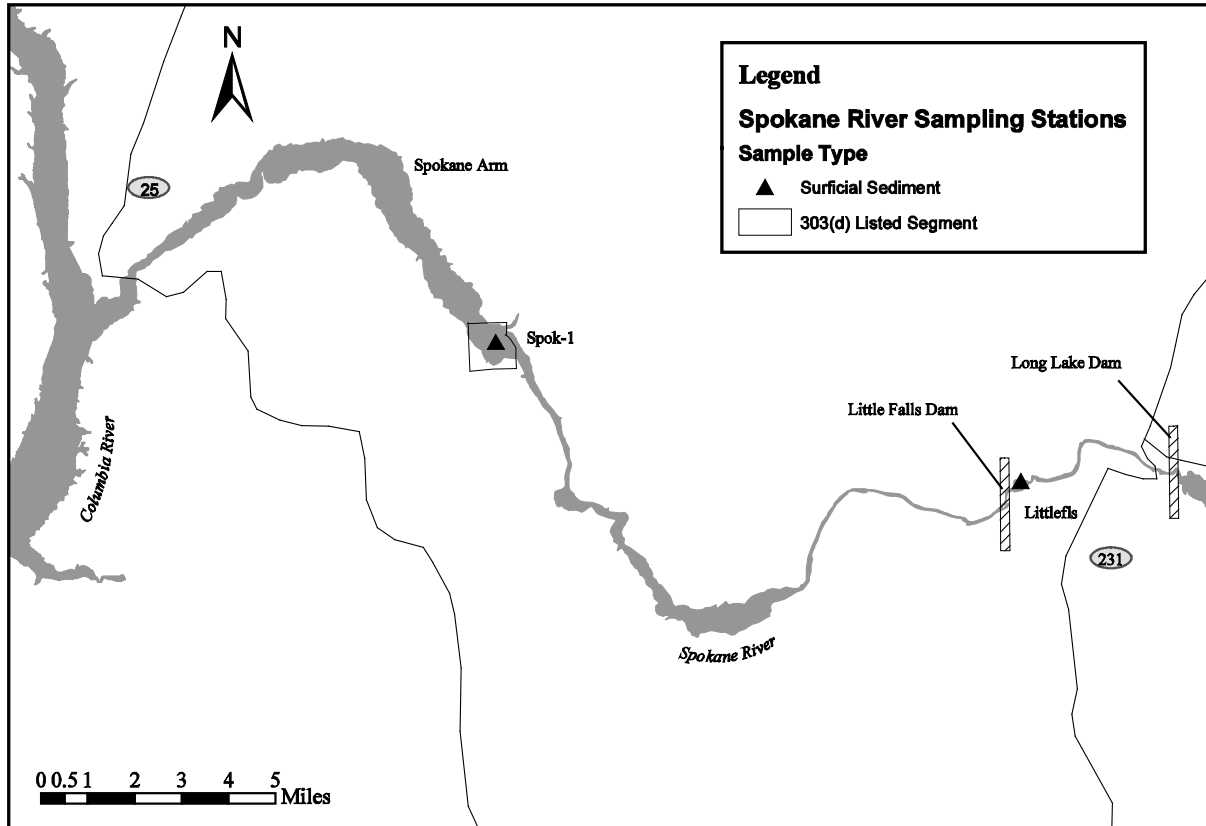 N
Legend
Spokane River Sampling Stations
Sample Type
Surficial Sediment
303(d) Listed Segment
Spokane Arm
25
Spok-1
Long Lake Dam
Little Falls Dam
Columbia River
Littlefls
231
Spokane River
0 0.5 1 2 3 4 5
Miles